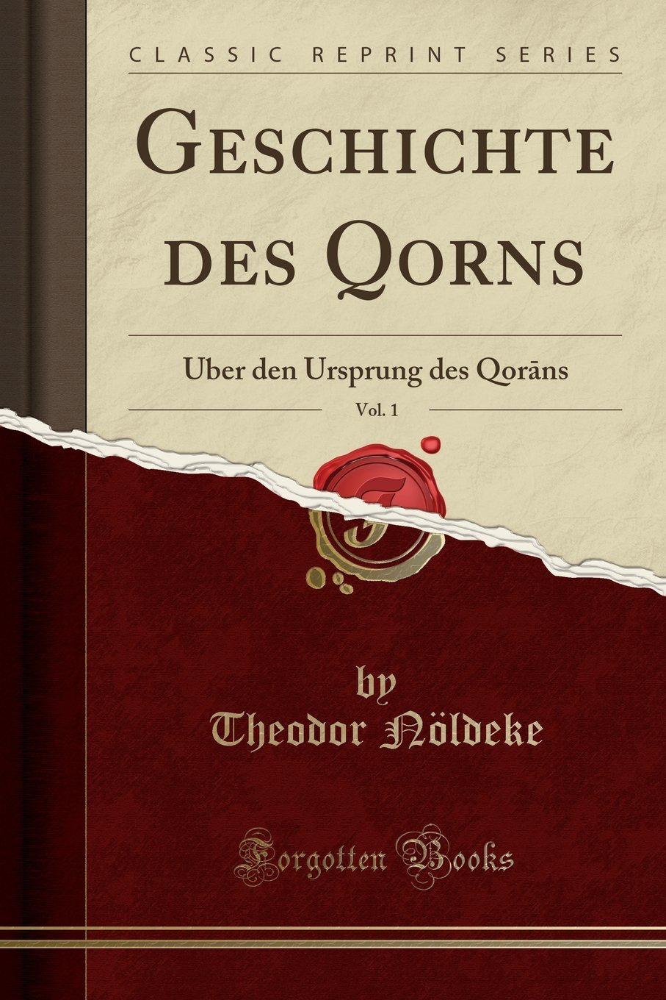 CLASSIC REPRINT SERIES
GESCHICHTE
DES QORNS
Uber den Ursprung des Qorāns
Vol. 1
F
by
Theodor Nöldeke
Forgotten Books